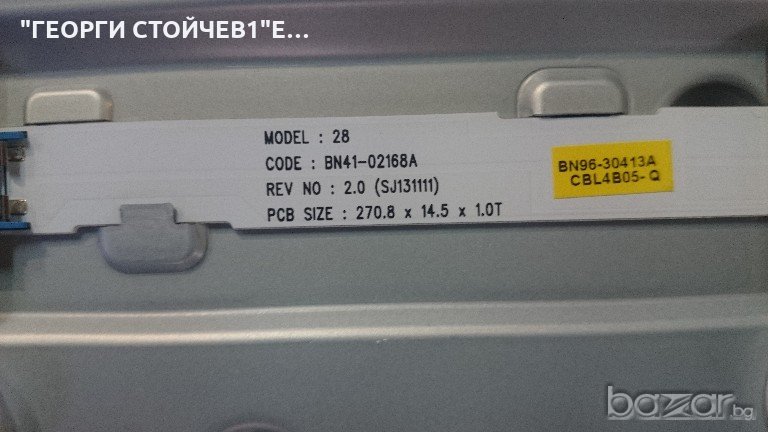 "ГЕОРГИ СТОЙЧЕВ1"Е...
MODEL : 28
CODE : BN41-02168A
REV NO : 2.0 (SJ131111)
PCB SIZE : 270.8 x 14.5 x 1.0T
BN96-30413A
CBL4B05-Q
bazar.bg